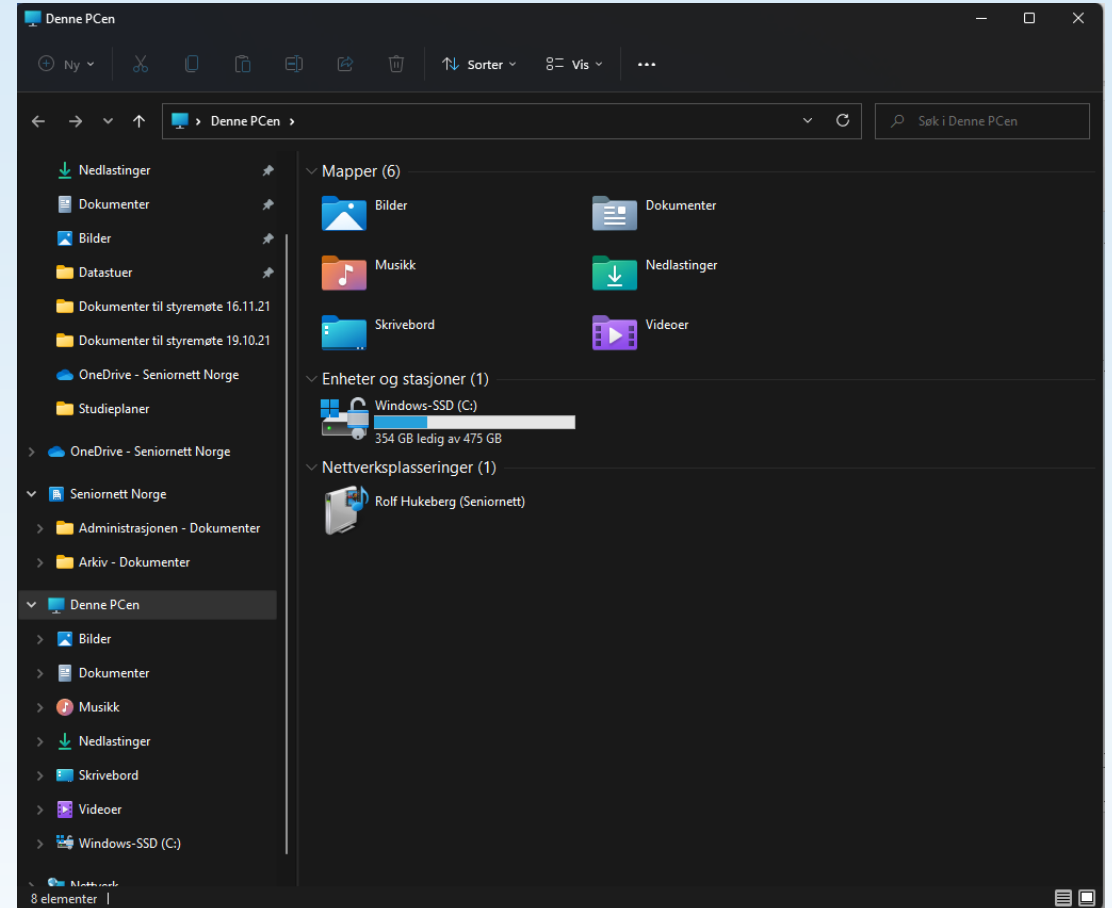 Denne PCen
Ny
Sorter
Vis
Denne PCen
Søk i Denne PCen
Nedlastinger
Dokumenter
Bilder
Datastuer
Dokumenter til styremøte 16.11.21
Dokumenter til styremøte 19.10.21
OneDrive - Seniornett Norge
Studieplaner
OneDrive - Seniornett Norge
Seniornett Norge
Administrasjonen - Dokumenter
Arkiv - Dokumenter
Denne PCen
Bilder
Dokumenter
Musikk
Nedlastinger
Skrivebord
Videoer
Windows-SSD (C:)
Nettverk
Mapper (6)
Bilder
Dokumenter
Musikk
Nedlastinger
Skrivebord
Videoer
Enheter og stasjoner (1)
Windows-SSD (C:)
354 GB ledig av 475 GB
Nettverksplasseringer (1)
Rolf Hukeberg (Seniornett)
8 elementer